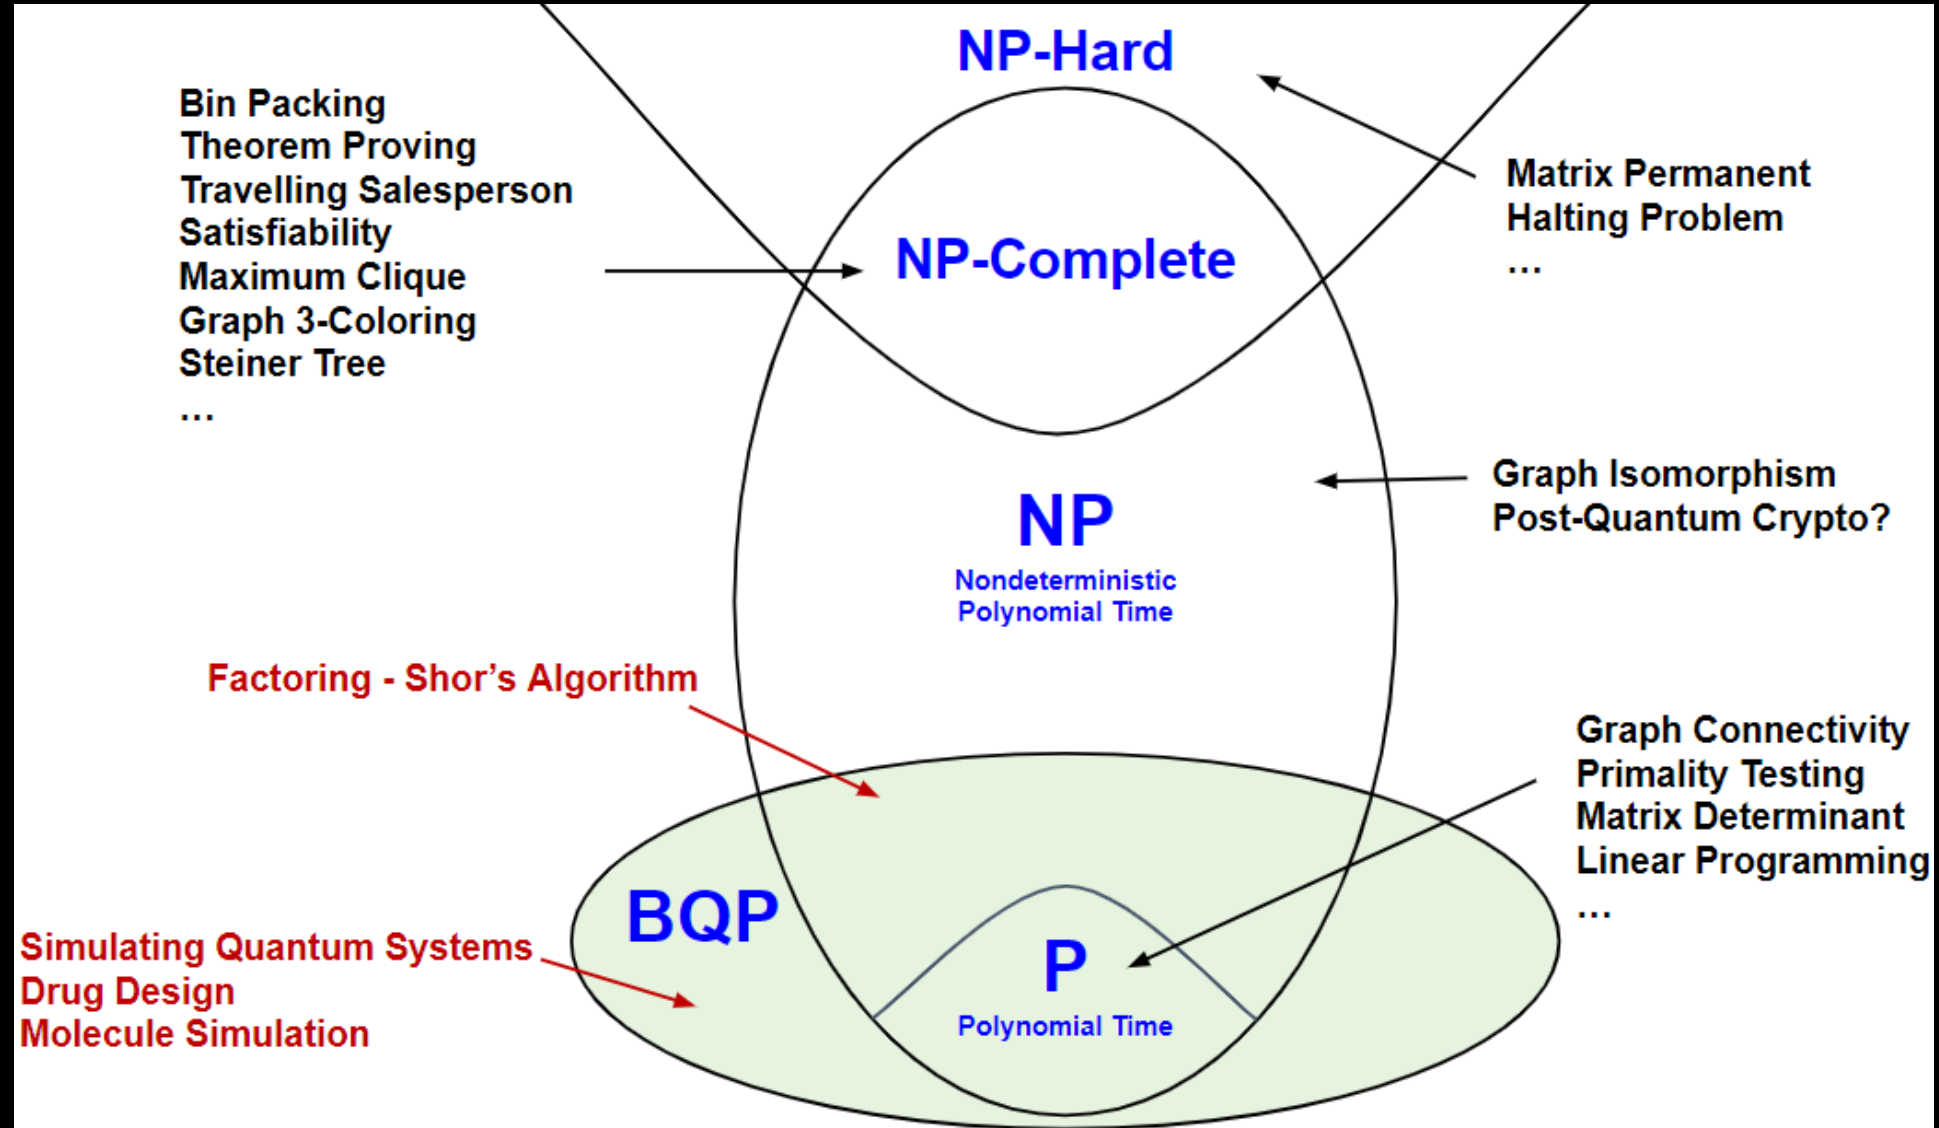 NP-Hard
Bin Packing
Theorem Proving
Travelling Salesperson
Satisfiability
Maximum Clique
Graph 3-Coloring
Steiner Tree
…
Matrix Permanent
Halting Problem
…
NP-Complete
Graph Isomorphism
Post-Quantum Crypto?
NP
Nondeterministic
Polynomial Time
Factoring - Shor’s Algorithm
Graph Connectivity
Primality Testing
Matrix Determinant
Linear Programming
…
BQP
Simulating Quantum Systems
Drug Design
Molecule Simulation
P
Polynomial Time